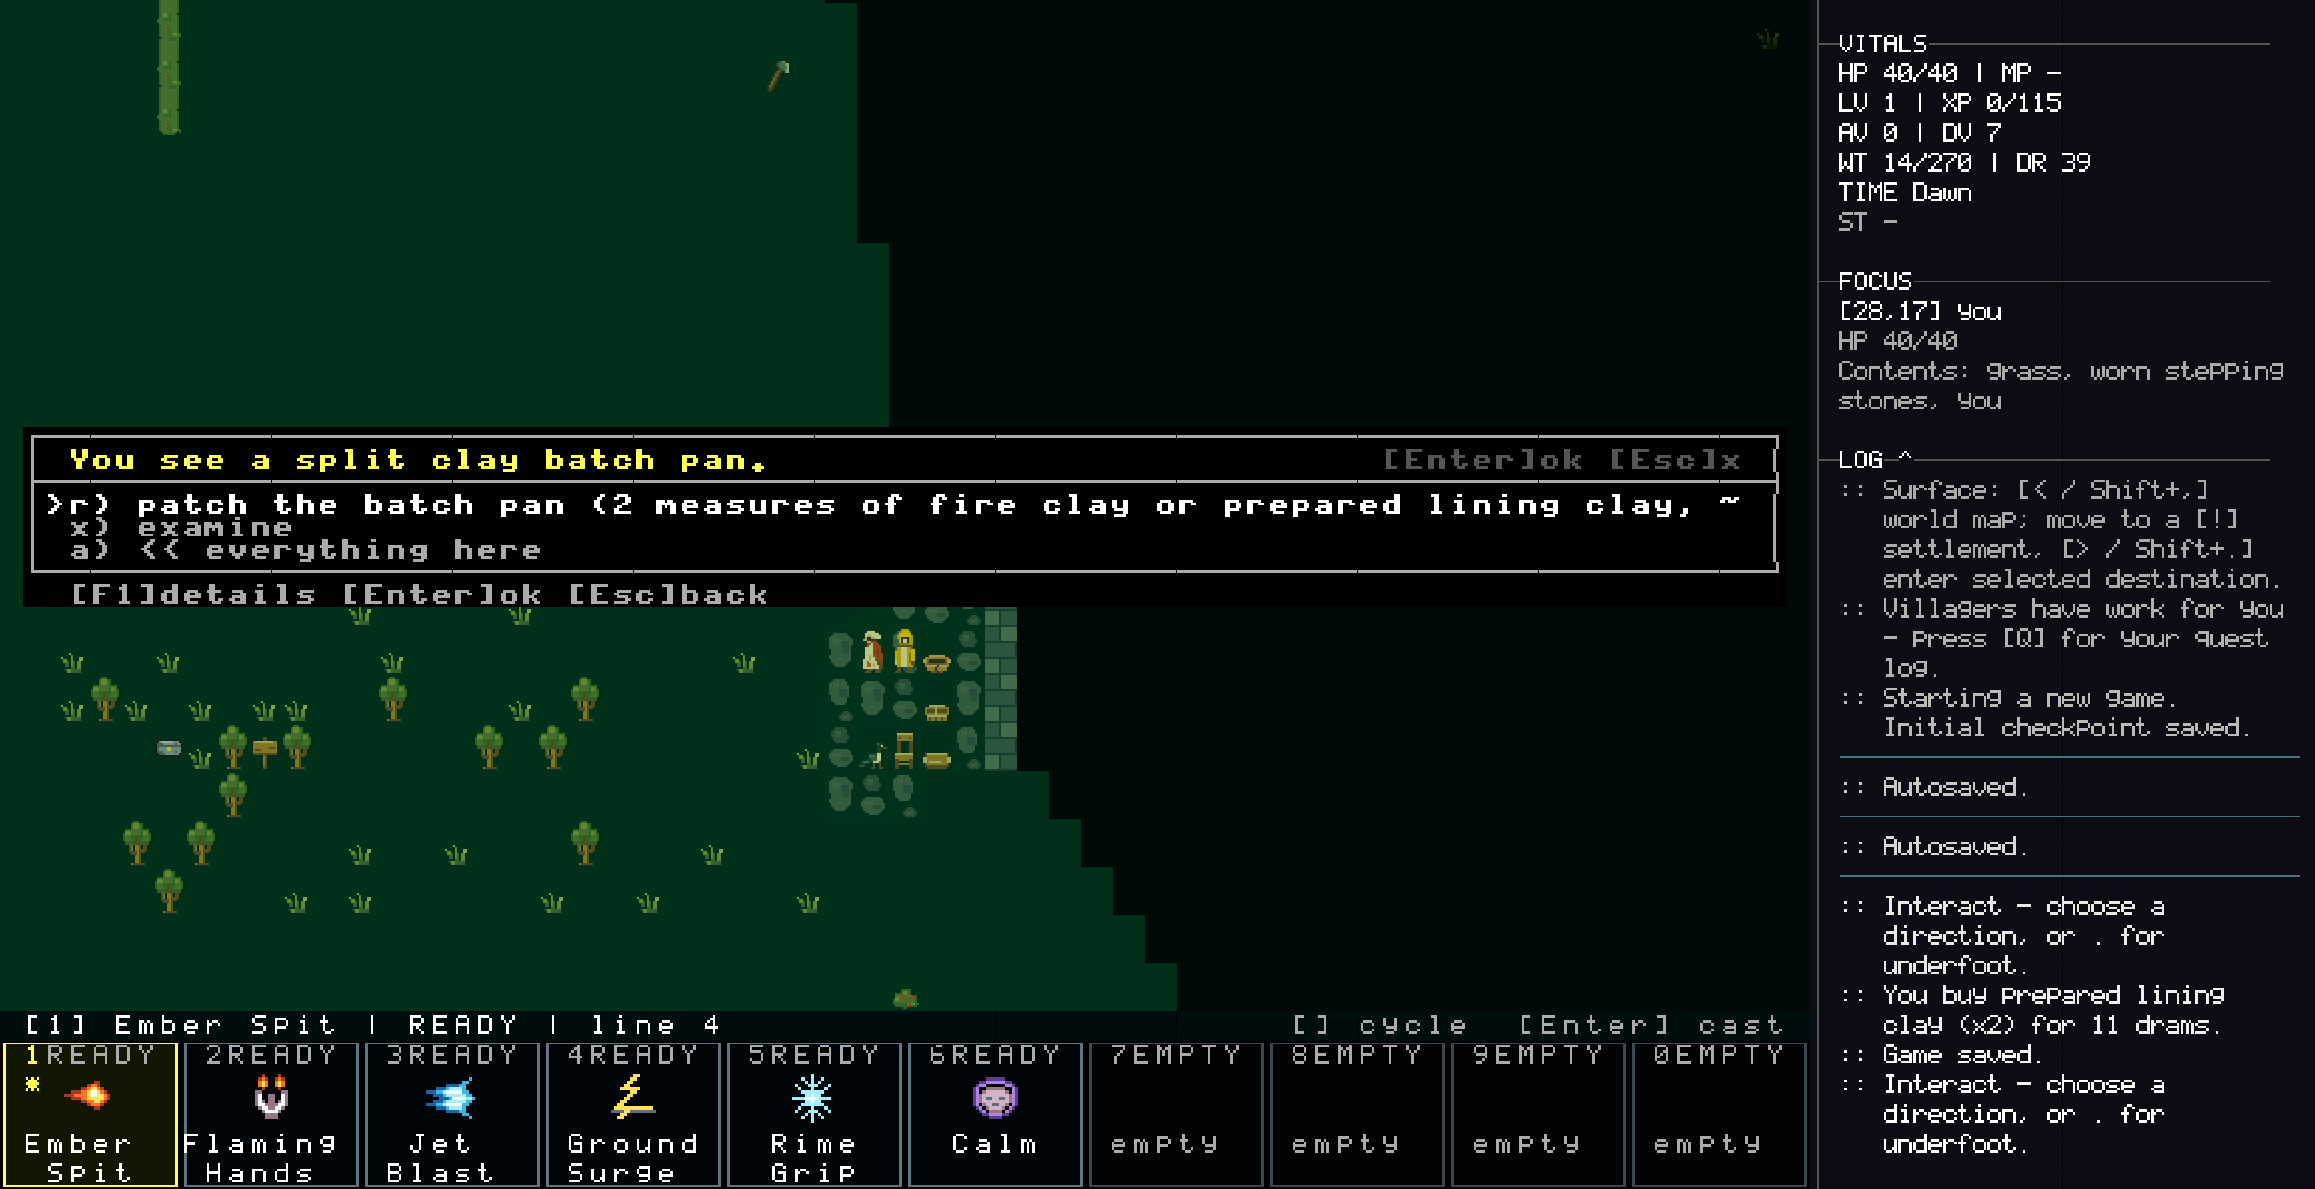 You see a split clay batch pan. [Enter]ok [Esc]x
>r) patch the batch pan (2 measures of fire clay or prepared lining clay, ~
x) examine
a) << everything here
[F1]details [Enter]ok [Esc]back
[1] Ember Spit | READY | line 4 [] cycle [Enter] cast
1READY 2READY 3READY 4READY 5READY 6READY 7EMPTY 8EMPTY 9EMPTY 0EMPTY
*
Ember Flaming Jet Ground Rime Calm empty empty empty empty
Spit Hands Blast Surge Grip
VITALS
HP 40/40 | MP -
LV 1 | XP 0/115
AV 0 | DV 7
WT 14/270 | DR 39
TIME Dawn
ST -
FOCUS
[28,17] you
HP 40/40
Contents: grass, worn stepping
stones, you
LOG ^
:: Surface: [< / Shift+,]
world map; move to a [!]
settlement, [> / Shift+.]
enter selected destination.
:: Villagers have work for you
- press [Q] for your quest
log.
:: Starting a new game.
Initial checkpoint saved.
:: Autosaved.
:: Autosaved.
:: Interact - choose a
direction, or . for
underfoot.
:: You buy prepared lining
clay (x2) for 11 drams.
:: Game saved.
:: Interact - choose a
direction, or . for
underfoot.